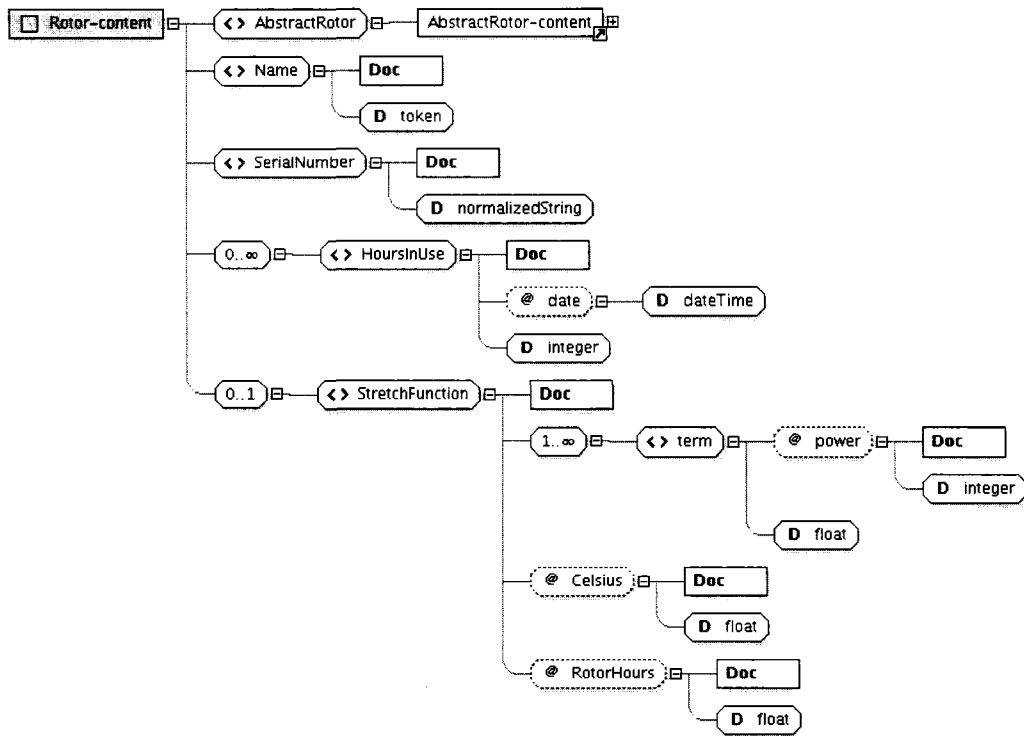 Rotor-content
<> AbstractRotor
AbstractRotor-content
<> Name
Doc
D token
<> SerialNumber
Doc
D normalizedString
0..∞
<> HoursInUse
Doc
@ date
D dateTime
D integer
0..1
<> StretchFunction
Doc
1..∞
<> term
@ power
Doc
D integer
D float
@ Celsius
Doc
D float
@ RotorHours
Doc
D float